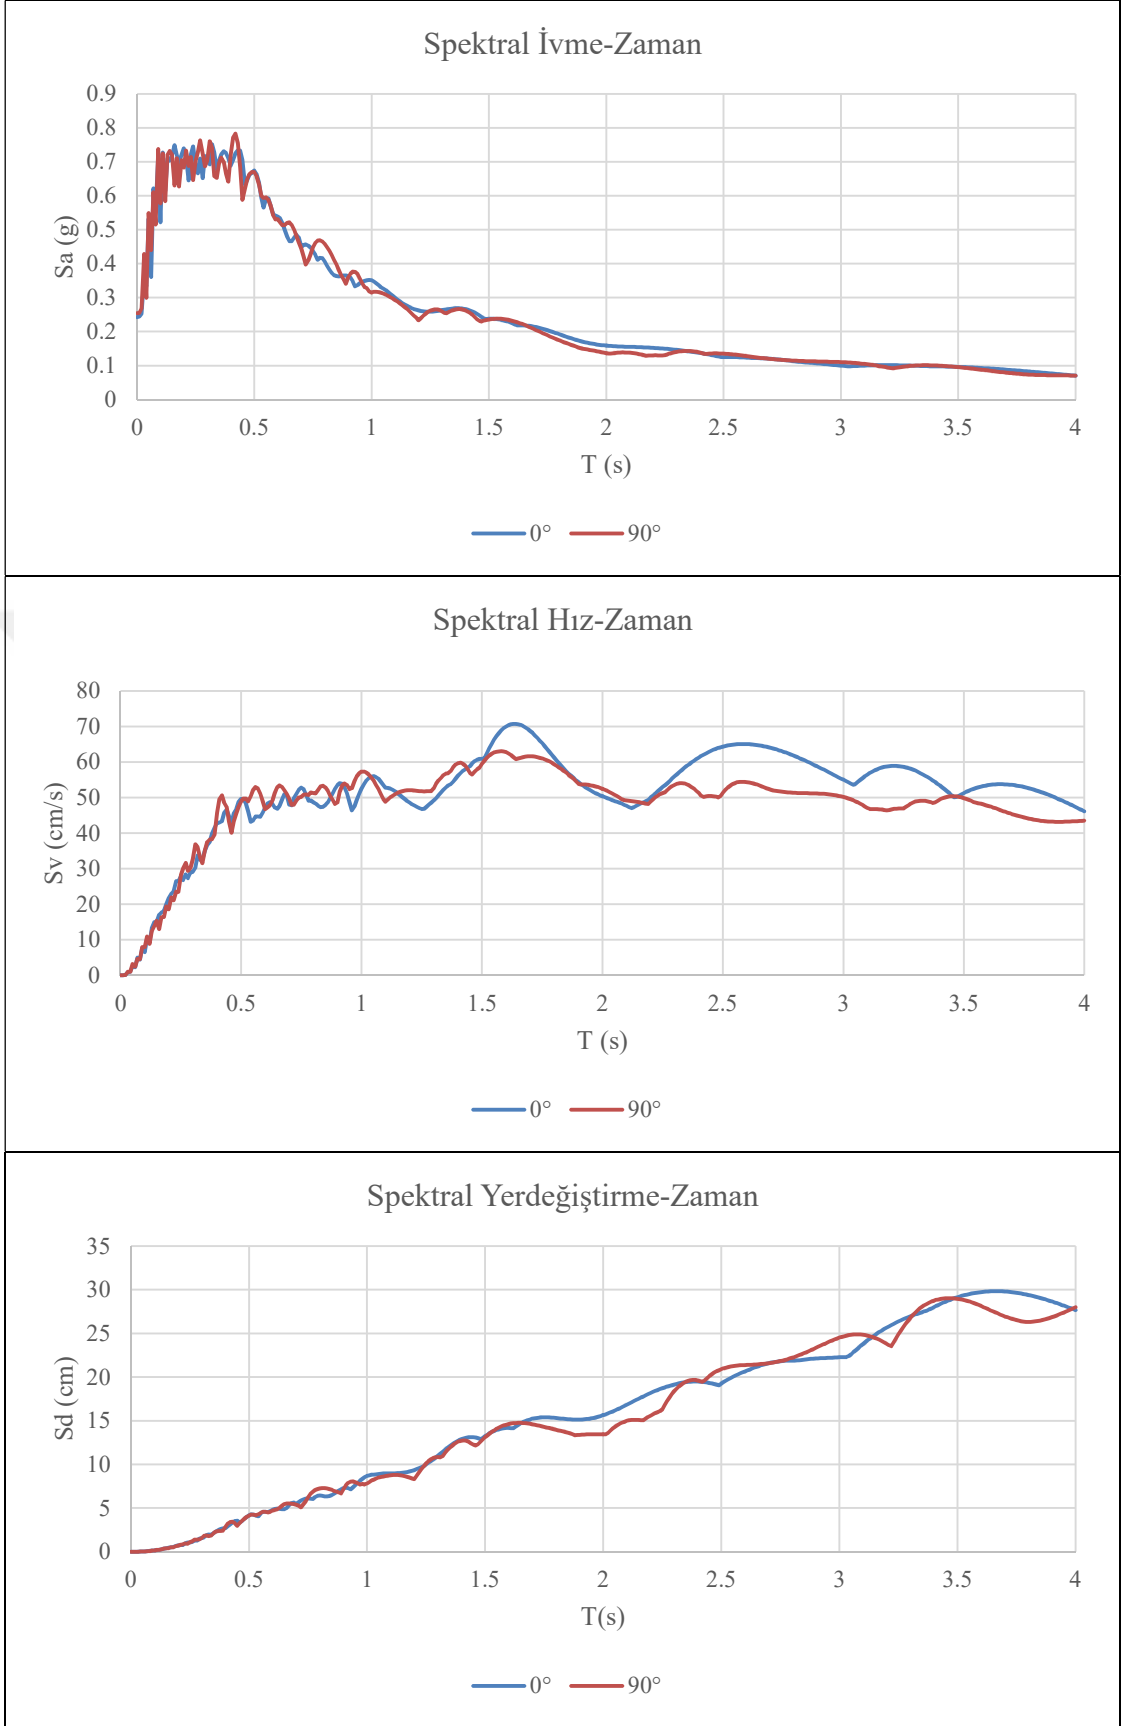 Spektral İvme-Zaman
0.9
0.8
0.7
0.6
0.5
0.4
0.3
0.2
0.1
0
Sa (g)
0 0.5 1 1.5 2 2.5 3 3.5 4
T (s)
0° 90°
Spektral Hız-Zaman
80
70
60
50
40
30
20
10
0
Sv (cm/s)
0 0.5 1 1.5 2 2.5 3 3.5 4
T (s)
0° 90°
Spektral Yerdeğiştirme-Zaman
35
30
25
20
15
10
5
0
Sd (cm)
0 0.5 1 1.5 2 2.5 3 3.5 4
T(s)
0° 90°